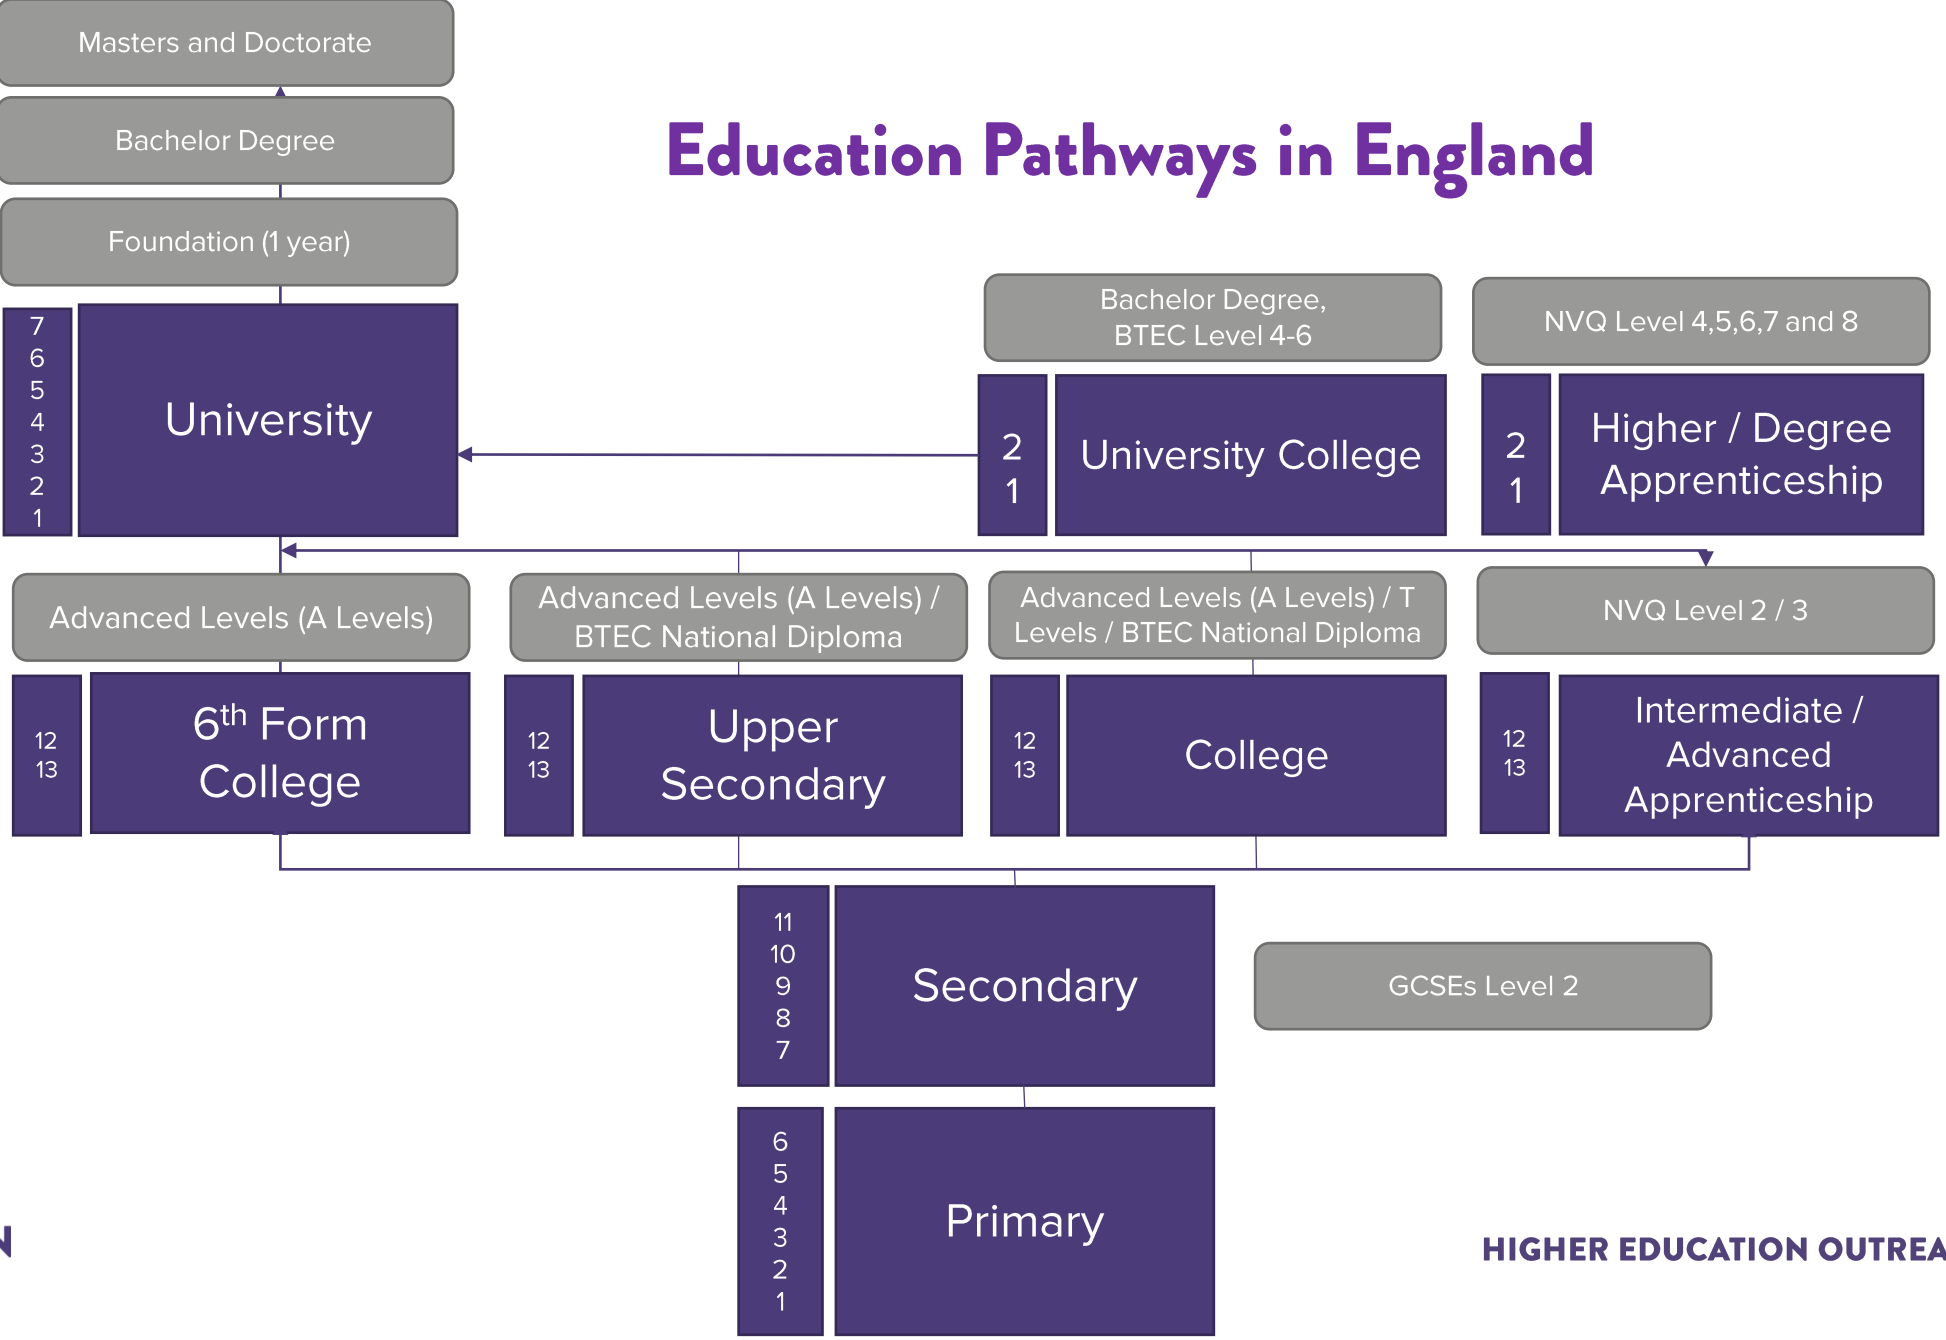 Masters and Doctorate
Bachelor Degree
Education Pathways in England
Foundation (1 year)
7
6
5
4
3
2
1
University
Bachelor Degree,
BTEC Level 4-6
2
1
University College
NVQ Level 4,5,6,7 and 8
2
1
Higher / Degree
Apprenticeship
Advanced Levels (A Levels)
12
13
6th Form
College
Advanced Levels (A Levels) /
BTEC National Diploma
12
13
Upper
Secondary
Advanced Levels (A Levels) / T
Levels / BTEC National Diploma
12
13
College
NVQ Level 2 / 3
12
13
Intermediate /
Advanced
Apprenticeship
11
10
9
8
7
Secondary
GCSEs Level 2
6
5
4
3
2
1
Primary
HIGHER EDUCATION OUTREA